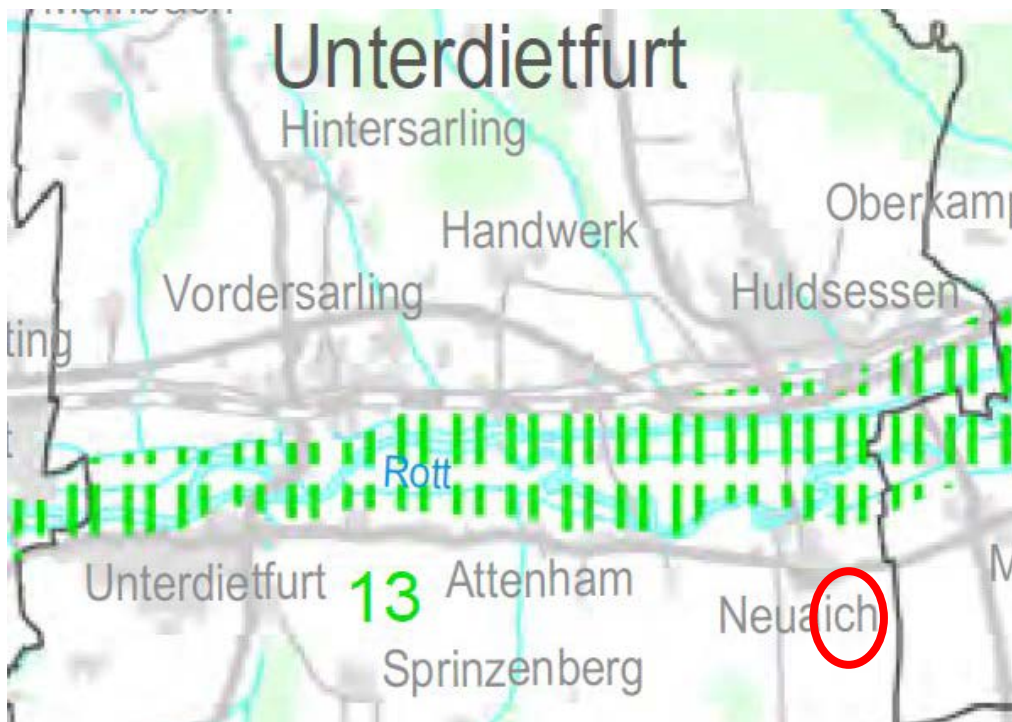 Unterdietfurt
Hintersarling
Oberkamp
Handwerk
Vordersarling
Huldsessen
ting
Rott
Unterdietfurt
13
Attenham
Neuaich
M
Sprinzenberg